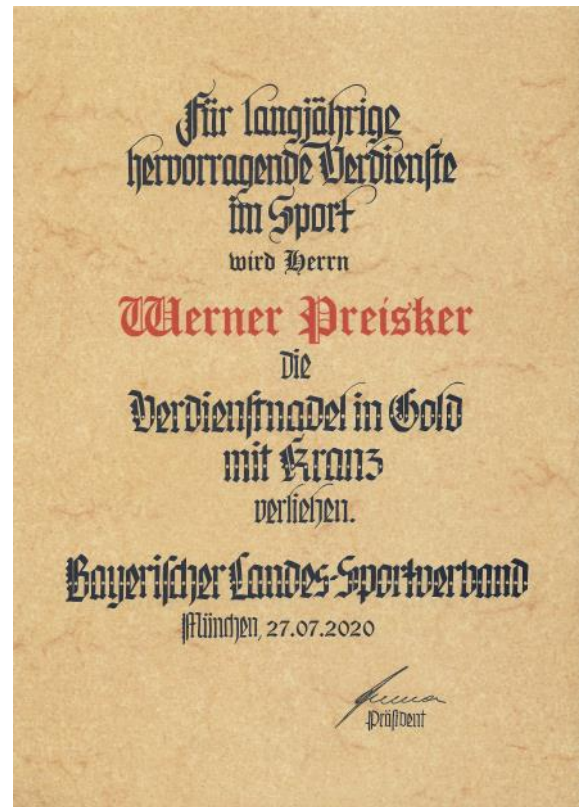 Für langjährige
hervorragende Verdienste
im Sport
wird Herrn
Werner Preisker
die
Verdienstnadel in Gold
mit Kranz
verliehen.
Bayerischer Landes-Sportverband
München, 27.07.2020
Präsident